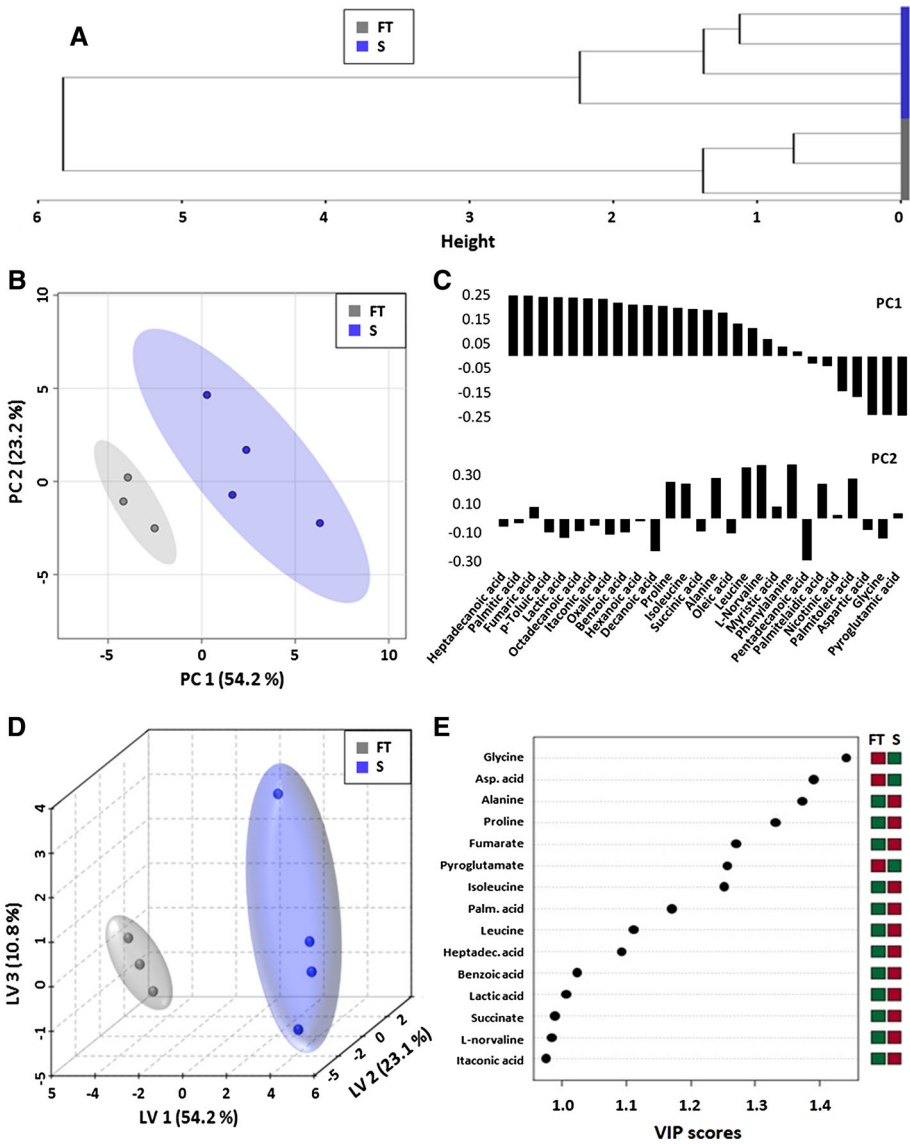 A
FT
S
6 5 4 3 2 1 0
Height
B
10
5
0
-5
PC 2 (23.2 %)
FT
S
-5 0 5 10
PC 1 (54.2 %)
C
PC1
0.25
0.15
0.05
-0.05
-0.15
-0.25
PC2
0.30
0.10
-0.10
-0.30
Heptadecanoic acid
Palmitic acid
Fumaric acid
p-Toluic acid
Lactic acid
Octadecanoic acid
Itaconic acid
Oxalic acid
Benzoic acid
Hexanoic acid
Decanoic acid
Proline
Isoleucine
Succinic acid
Alanine
Oleic acid
Leucine
L-Norvaline
Myristic acid
Phenylalanine
Pentadecanoic acid
Palmitelaidic acid
Nicotinic acid
Palmitoleic acid
Aspartic acid
Glycine
Pyroglutamic acid
D
FT
S
4
3
2
1
0
-1
-5
LV 3 (10.8%)
5 -4 -2 0 2 4 6
LV 1 (54.2 %)
-5 -2 0 2
LV 2 (23.1 %)
E
FT S
Glycine
Asp. acid
Alanine
Proline
Fumarate
Pyroglutamate
Isoleucine
Palm. acid
Leucine
Heptadec. acid
Benzoic acid
Lactic acid
Succinate
L-norvaline
Itaconic acid
1.0 1.1 1.2 1.3 1.4
VIP scores